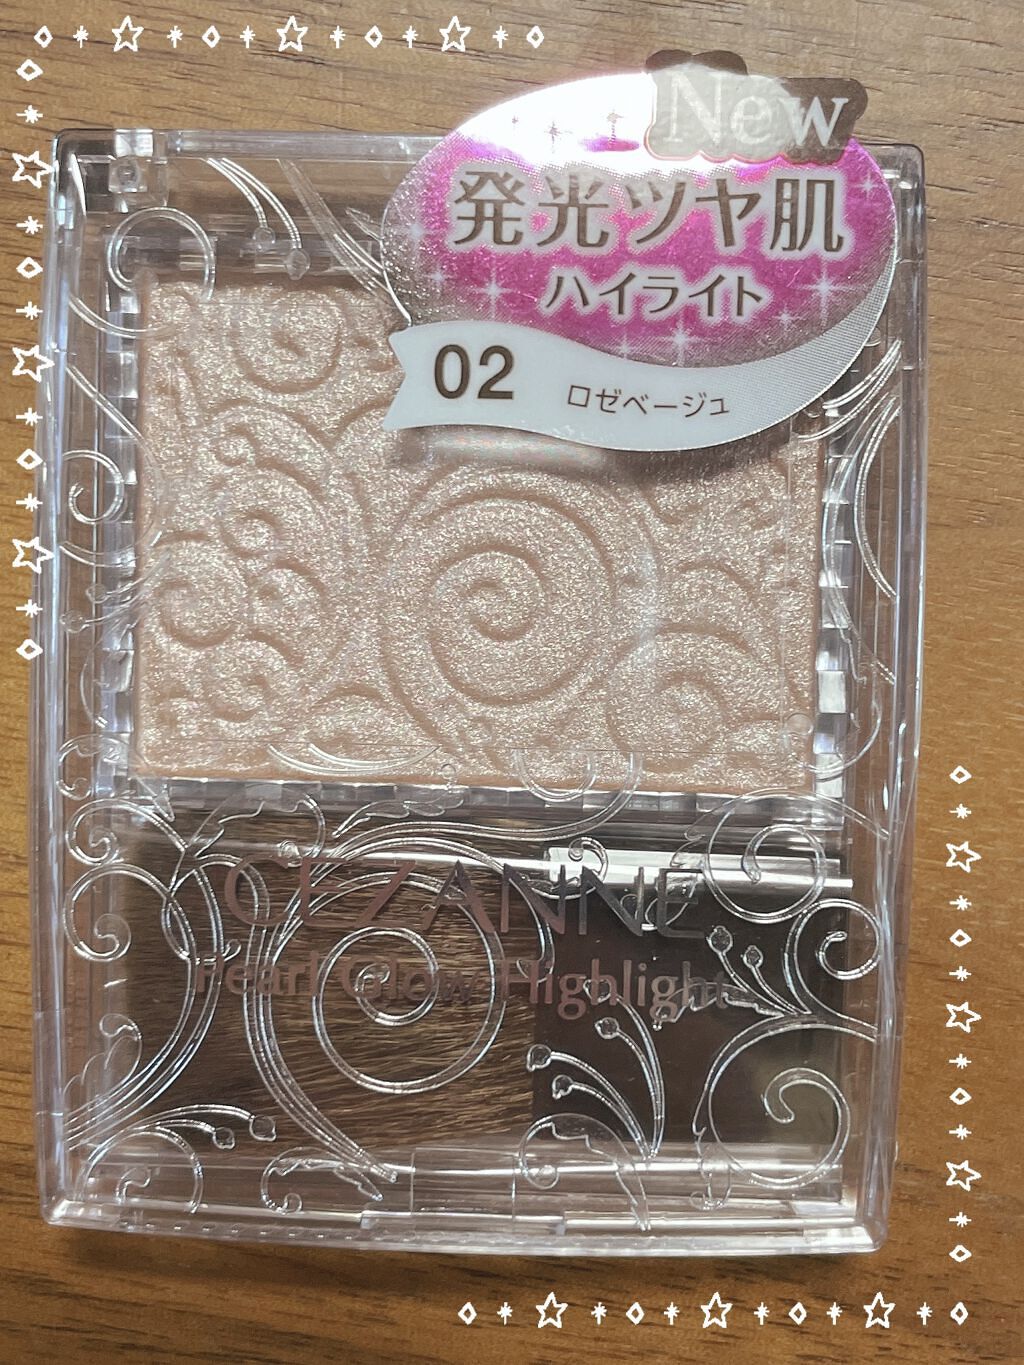 New
発光ツヤ肌
ハイライト
02 ロゼベージュ
CEZANNE
Pearl Glow Highlight